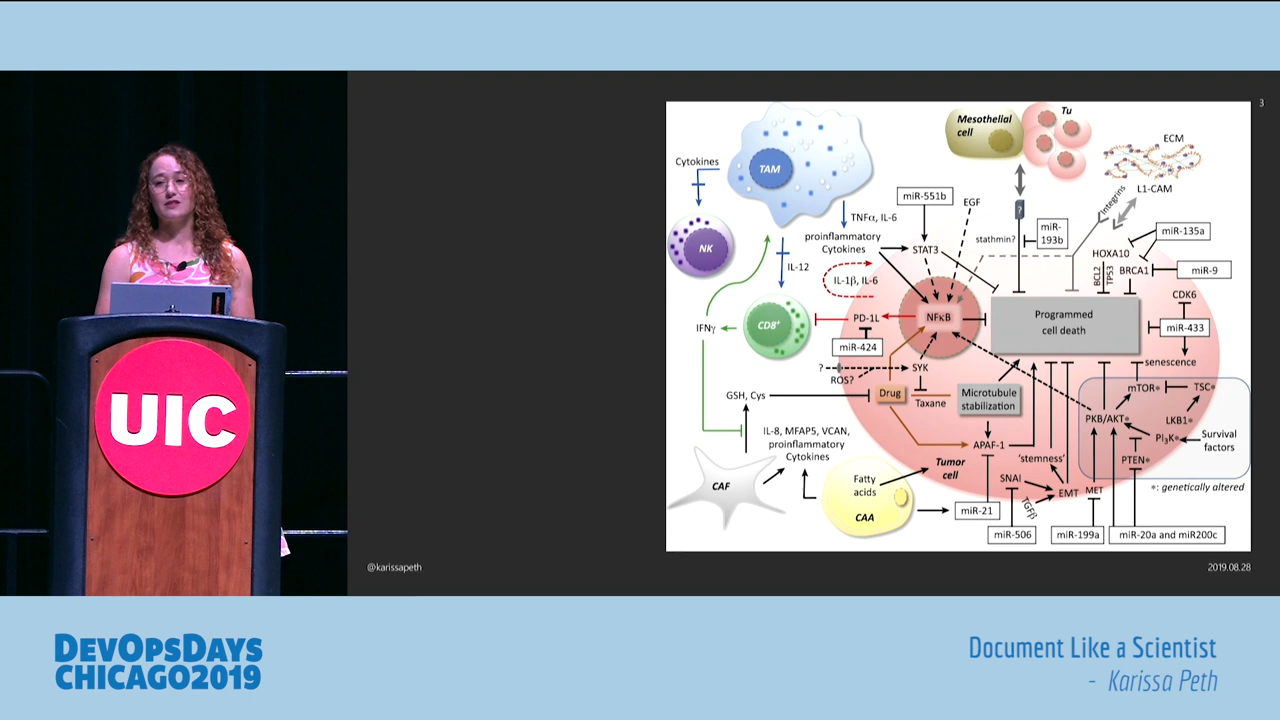 3
Mesothelial
cell
Tu
ECM
L1-CAM
Integrins
Cytokines
TAM
NK
TNFα, IL-6
proinflammatory
Cytokines
IL-12
miR-551b
EGF
STAT3
stathmin?
?
miR-
193b
HOXA10
miR-135a
BCL2
TP53
BRCA1
miR-9
IL-1β, IL-6
CDK6
IFNγ
CD8⁺
PD-1L
NFκB
Programmed
cell death
miR-433
miR-424
senescence
?
ROS?
SYK
GSH, Cys
Drug
Taxane
Microtubule
stabilization
mTOR*
TSC*
PKB/AKT*
LKB1*
PI₃K*
Survival
factors
IL-8, MFAP5, VCAN,
proinflammatory
Cytokines
APAF-1
'stemness'
PTEN*
Tumor
cell
CAF
Fatty
acids
CAA
SNAI
TGFβ
EMT
MET
*: genetically altered
miR-21
miR-506
miR-199a
miR-20a and miR200c
UIC
@karissapeth
2019.08.28
DEVOPSDAYS
CHICAGO2019
Document Like a Scientist
- Karissa Peth